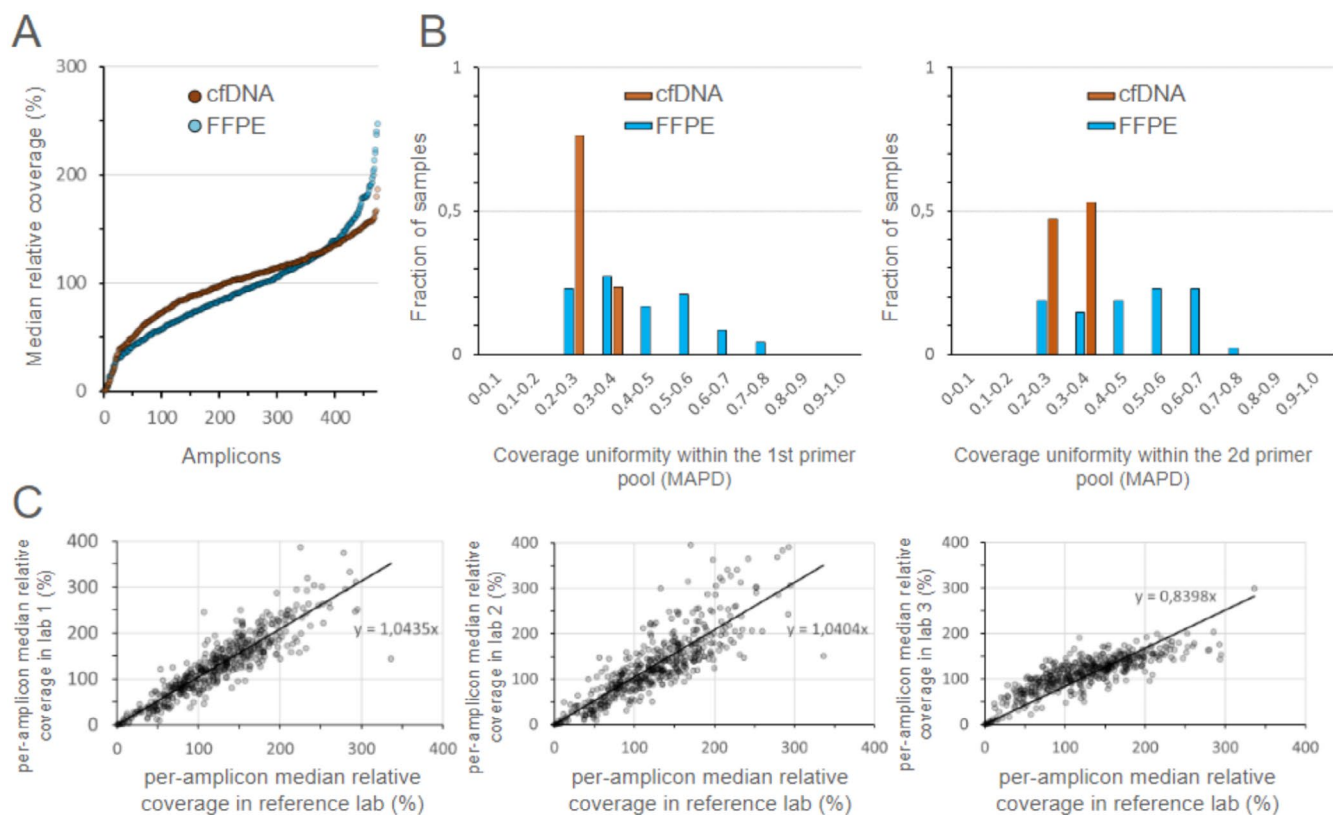 A
Median relative coverage (%)
300
200
100
0
cfDNA
FFPE
0
100
200
300
400
Amplicons
B
Fraction of samples
1
0,5
0
cfDNA
FFPE
0-0.1
0.1-0.2
0.2-0.3
0.3-0.4
0,4-0.5
0.5-0.6
0.6-0.7
0.7-0.8
0.8-0.9
0.9-1.0
Coverage uniformity within the 1st primer
pool (MAPD)
Fraction of samples
1
0,5
0
cfDNA
FFPE
0-0.1
0.1-0.2
0.2-0.3
0.3-0.4
0,4-0.5
0.5-0.6
0.6-0.7
0.7-0.8
0.8-0.9
0.9-1.0
Coverage uniformity within the 2d primer
pool (MAPD)
C
per-amplicon median relative
coverage in lab 1 (%)
400
300
200
100
0
y = 1,0435x
0
100
200
300
400
per-amplicon median relative
coverage in reference lab (%)
per-amplicon median relative
coverage in lab 2 (%)
400
300
200
100
0
y = 1,0404x
0
100
200
300
400
per-amplicon median relative
coverage in reference lab (%)
per-amplicon median relative
coverage in lab 3 (%)
400
300
200
100
0
y = 0,8398x
0
100
200
300
400
per-amplicon median relative
coverage in reference lab (%)